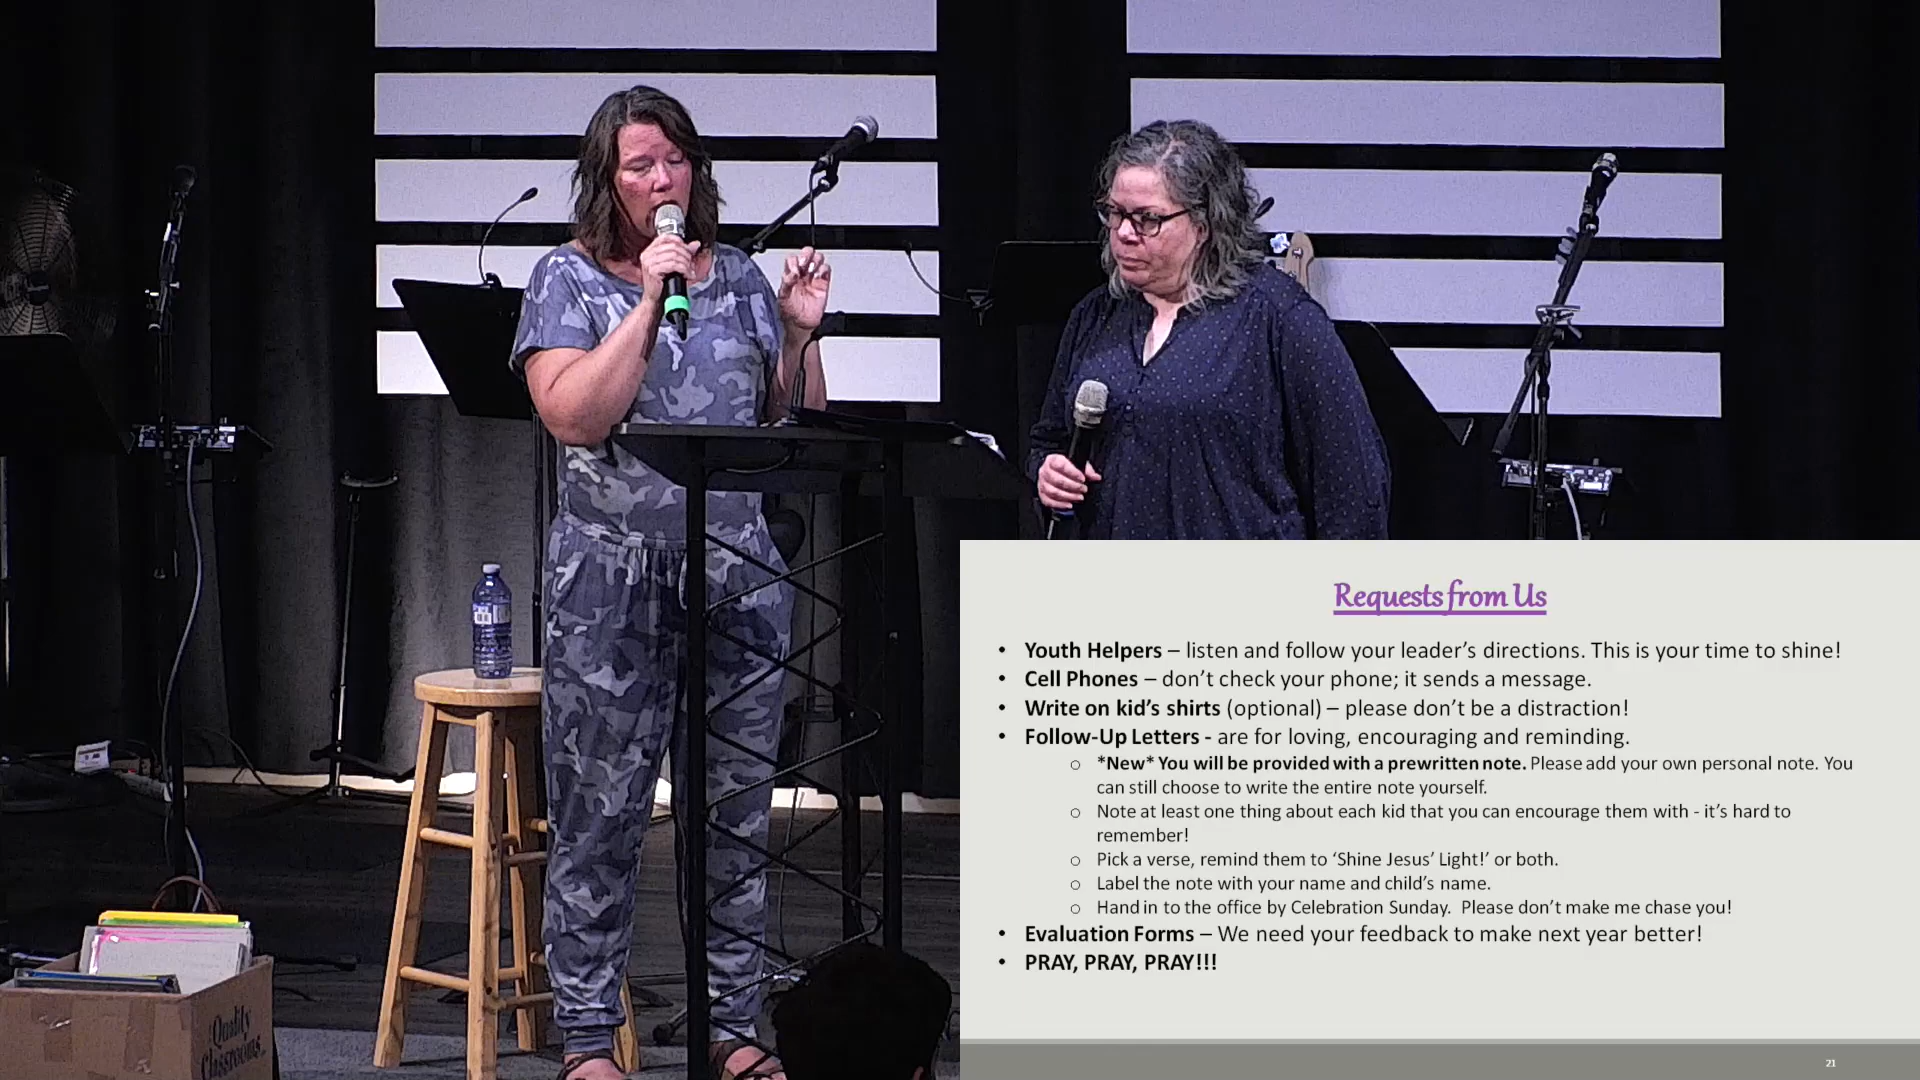 Requests from Us
• Youth Helpers – listen and follow your leader's directions. This is your time to shine!
• Cell Phones – don't check your phone; it sends a message.
• Write on kid's shirts (optional) – please don't be a distraction!
• Follow-Up Letters - are for loving, encouraging and reminding.
○ *New* You will be provided with a prewritten note. Please add your own personal note. You
can still choose to write the entire note yourself.
○ Note at least one thing about each kid that you can encourage them with - it's hard to
remember!
○ Pick a verse, remind them to 'Shine Jesus' Light!' or both.
○ Label the note with your name and child's name.
○ Hand in to the office by Celebration Sunday. Please don't make me chase you!
• Evaluation Forms – We need your feedback to make next year better!
• PRAY, PRAY, PRAY!!!
21
Quality
Classrooms